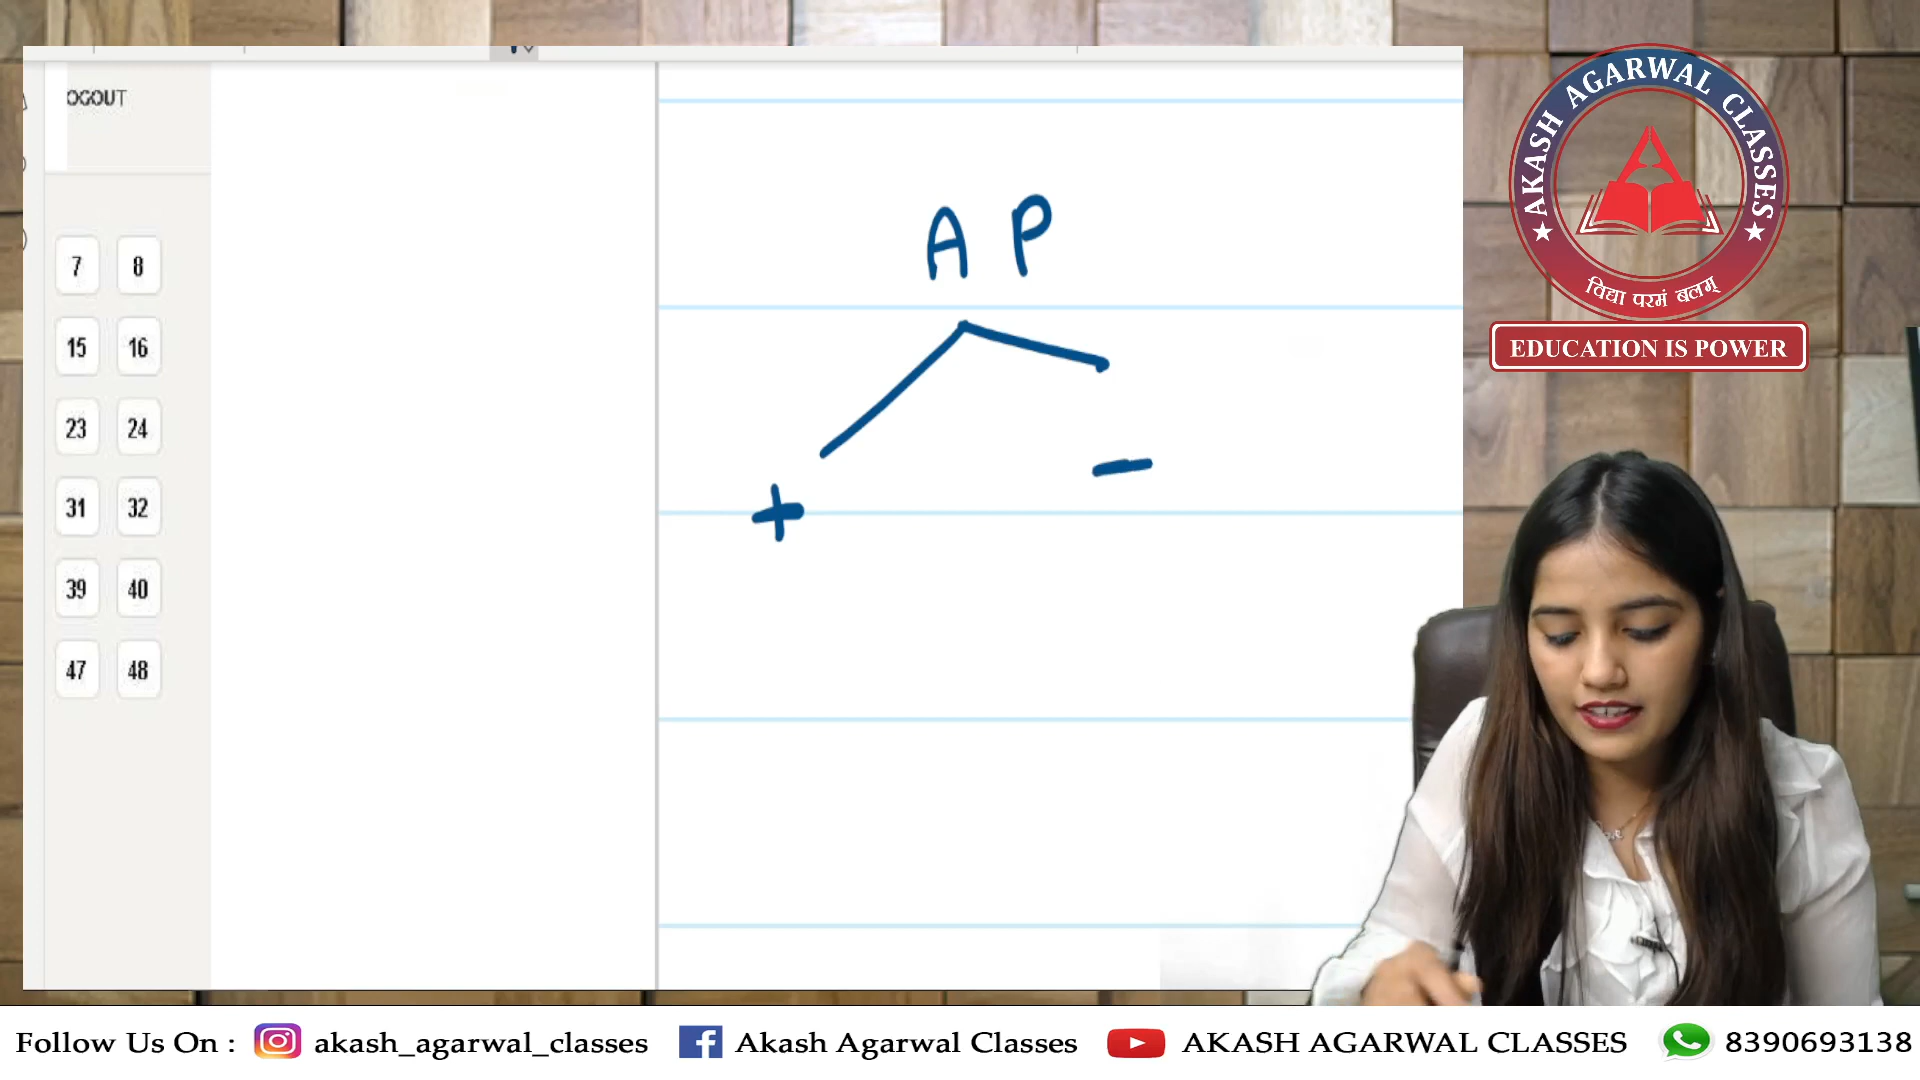 OGOUT
7 8
15 16
23 24
31 32
39 40
47 48
A P
+ −
★ AKASH AGARWAL CLASSES ★
विद्या परमं बलम्
EDUCATION IS POWER
Follow Us On : akash_agarwal_classes Akash Agarwal Classes AKASH AGARWAL CLASSES 8390693138